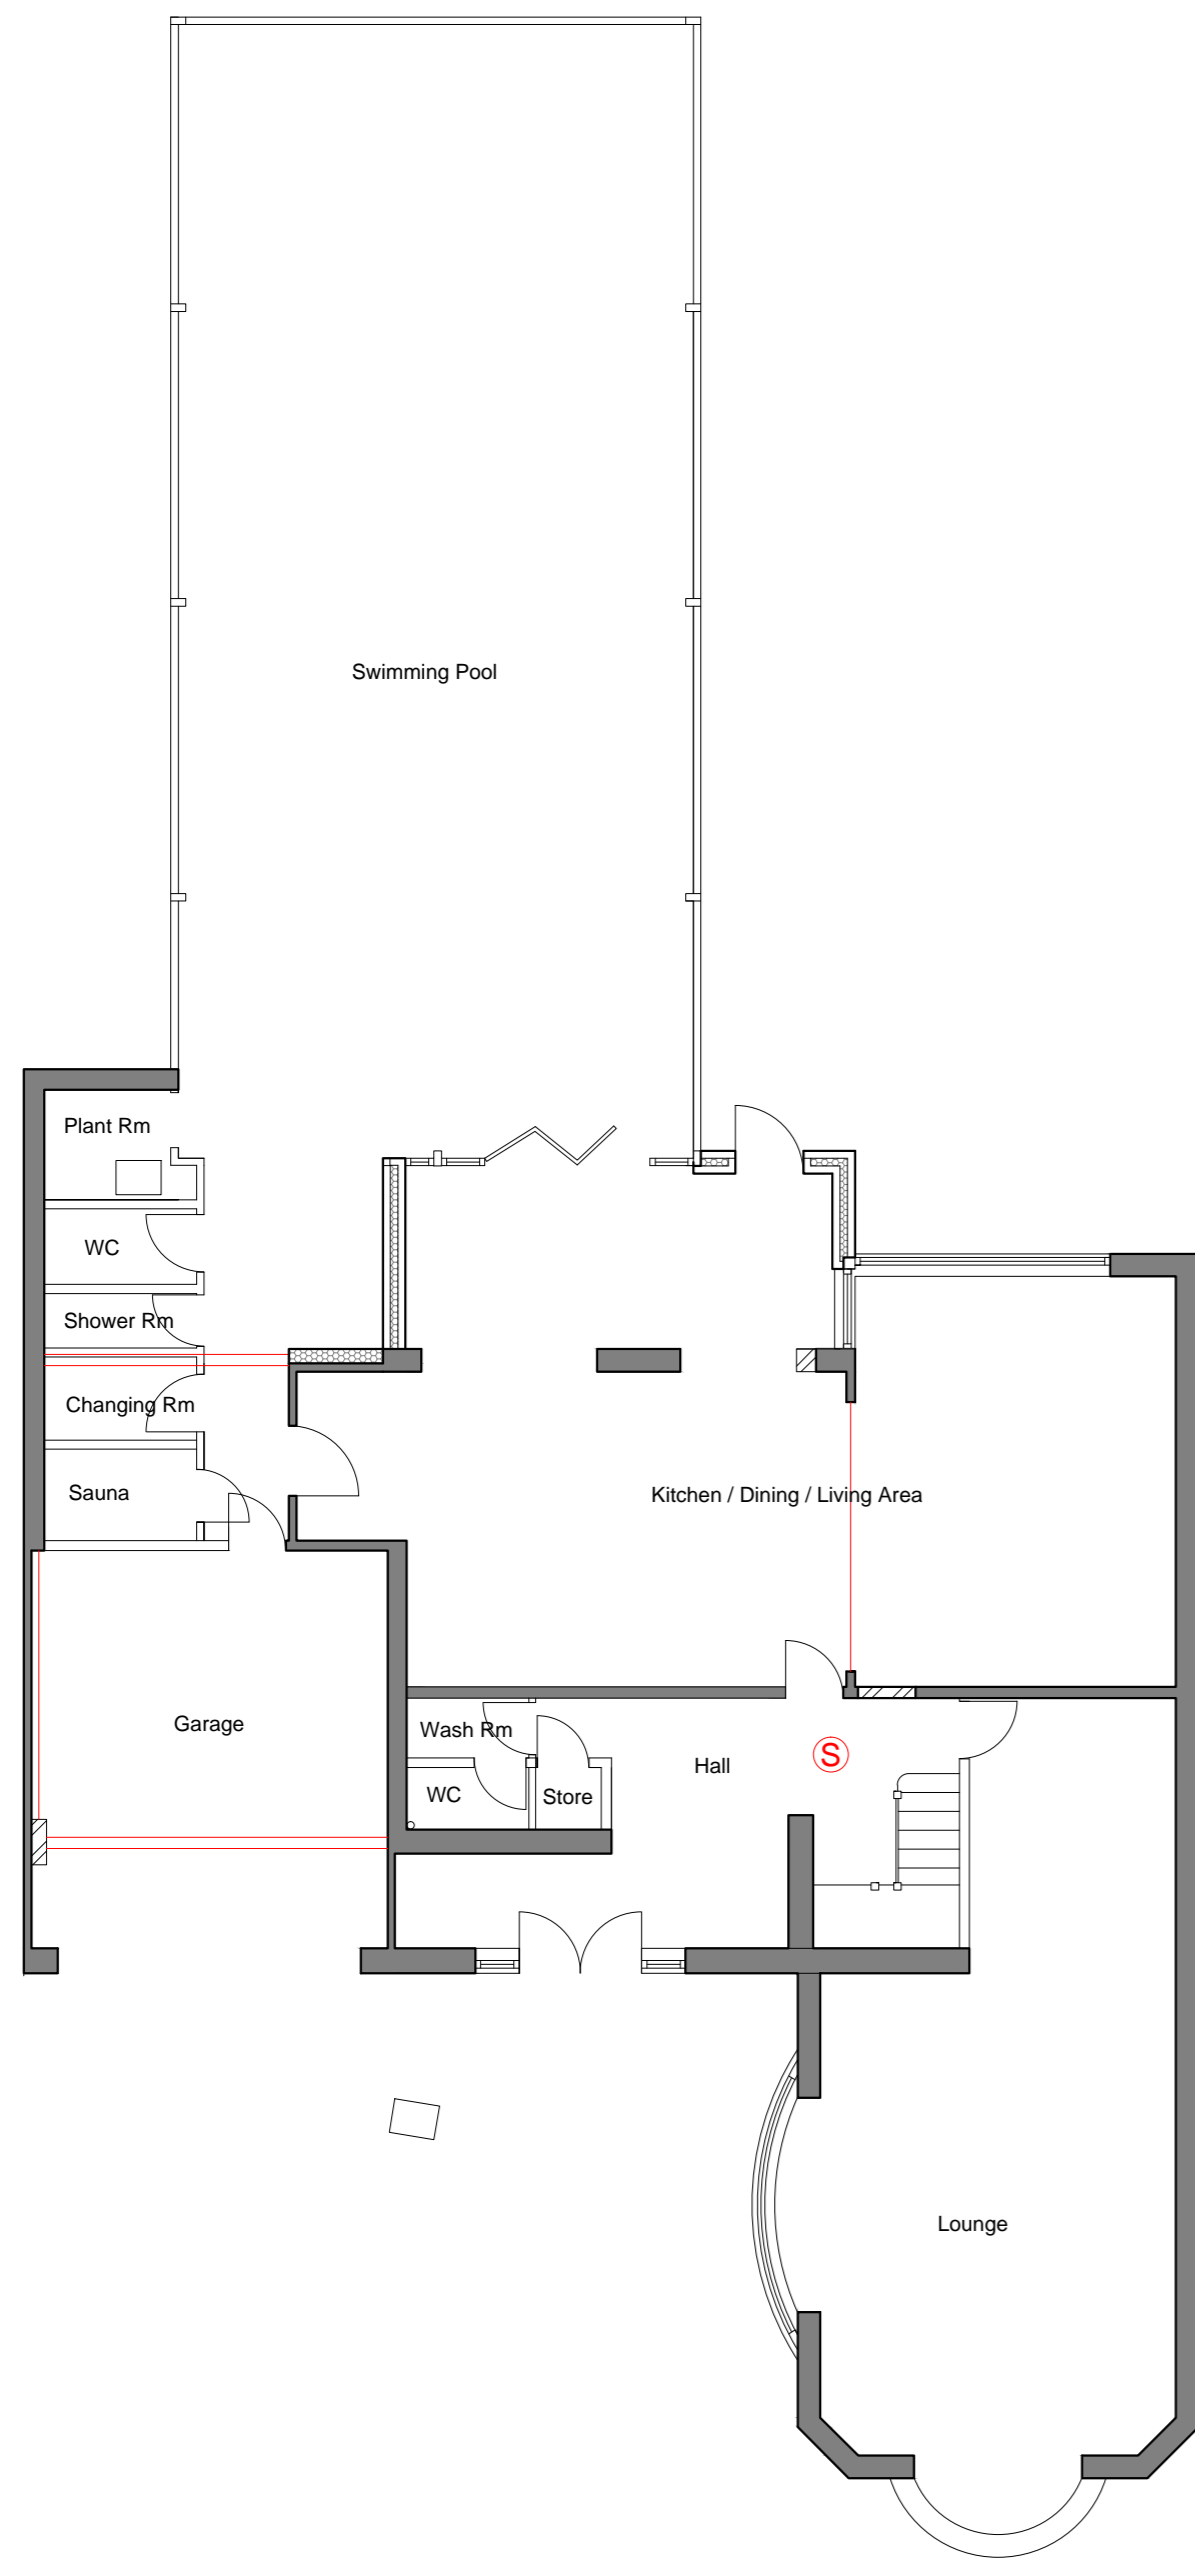 Swimming Pool
Plant Rm
WC
Shower Rm
Changing Rm
Sauna
Kitchen / Dining / Living Area
Garage
Wash Rm
Hall
S
WC
Store
Lounge